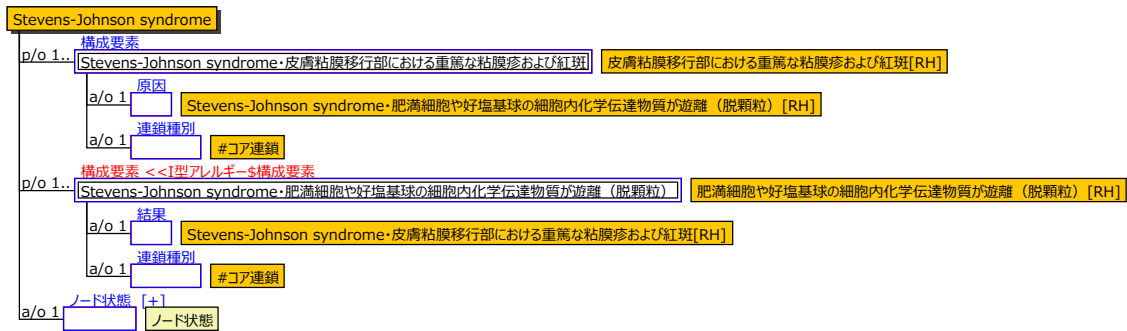 Stevens-Johnson syndrome
構成要素
p/o 1.. Stevens-Johnson syndrome・皮膚粘膜移行部における重篤な粘膜疹および紅斑 皮膚粘膜移行部における重篤な粘膜疹および紅斑[RH]
原因
a/o 1 Stevens-Johnson syndrome・肥満細胞や好塩基球の細胞内化学伝達物質が遊離（脱顆粒）[RH]
連鎖種別
a/o 1 #コア連鎖
構成要素 <<I型アレルギー$構成要素
p/o 1.. Stevens-Johnson syndrome・肥満細胞や好塩基球の細胞内化学伝達物質が遊離（脱顆粒） 肥満細胞や好塩基球の細胞内化学伝達物質が遊離（脱顆粒）[RH]
結果
a/o 1 Stevens-Johnson syndrome・皮膚粘膜移行部における重篤な粘膜疹および紅斑[RH]
連鎖種別
a/o 1 #コア連鎖
ノード状態 [+]
a/o 1 ノード状態